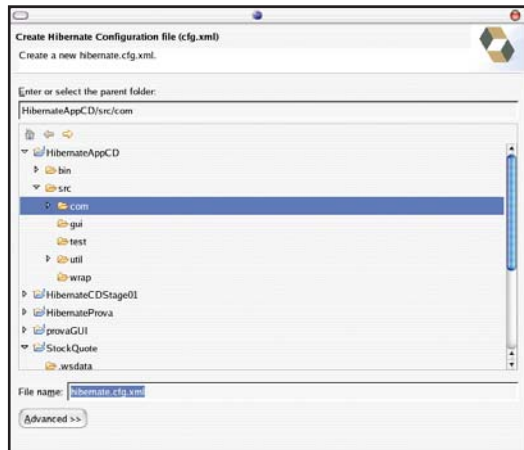 Create Hibernate Configuration file (cfg.xml)
Create a new hibernate.cfg.xml.
Enter or select the parent folder:
HibernateAppCD/src/com
HibernateAppCD
bin
src
com
gui
test
util
wrap
HibernateCDStage01
HibernateProva
provaGUI
StockQuote
.wsdata
File name: hibernate.cfg.xml
Advanced >>